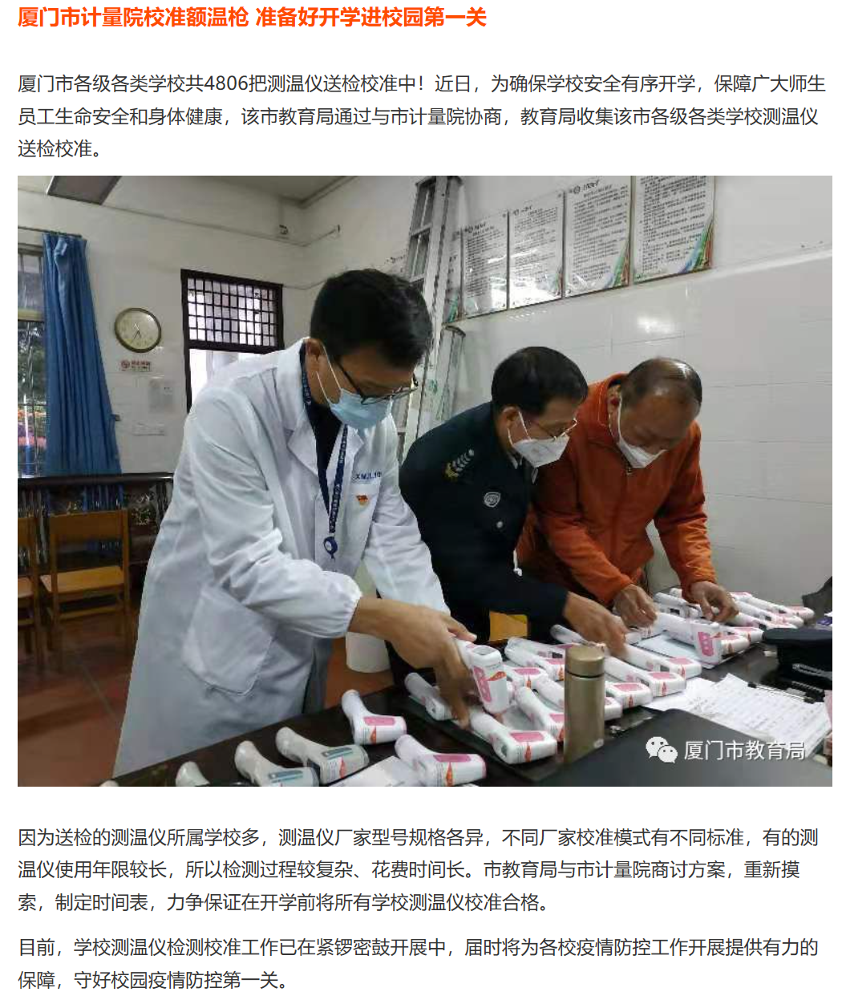 厦门市计量院校准额温枪 准备好开学进校园第一关
厦门市各级各类学校共4806把测温仪送检校准中！近日，为确保学校安全有序开学，保障广大师生
员工生命安全和身体健康，该市教育局通过与市计量院协商，教育局收集该市各级各类学校测温仪
送检校准。
厦门市教育局
因为送检的测温仪所属学校多，测温仪厂家型号规格各异，不同厂家校准模式有不同标准，有的测
温仪使用年限较长，所以检测过程较复杂、花费时间长。市教育局与市计量院商讨方案，重新摸
索，制定时间表，力争保证在开学前将所有学校测温仪校准合格。
目前，学校测温仪检测校准工作已在紧锣密鼓开展中，届时将为各校疫情防控工作开展提供有力的
保障，守好校园疫情防控第一关。